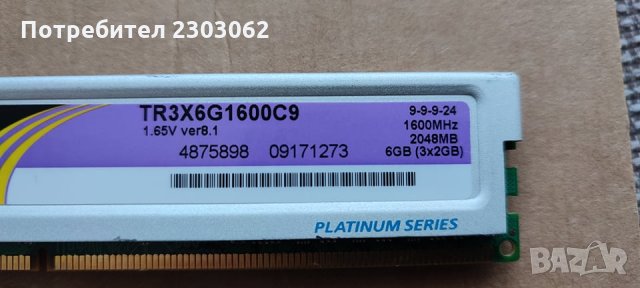 Потребител 2303062
TR3X6G1600C9
1.65V ver8.1
9-9-9-24
1600MHz
2048MB
6GB (3x2GB)
4875898 09171273
PLATINUM SERIES
BAZAR